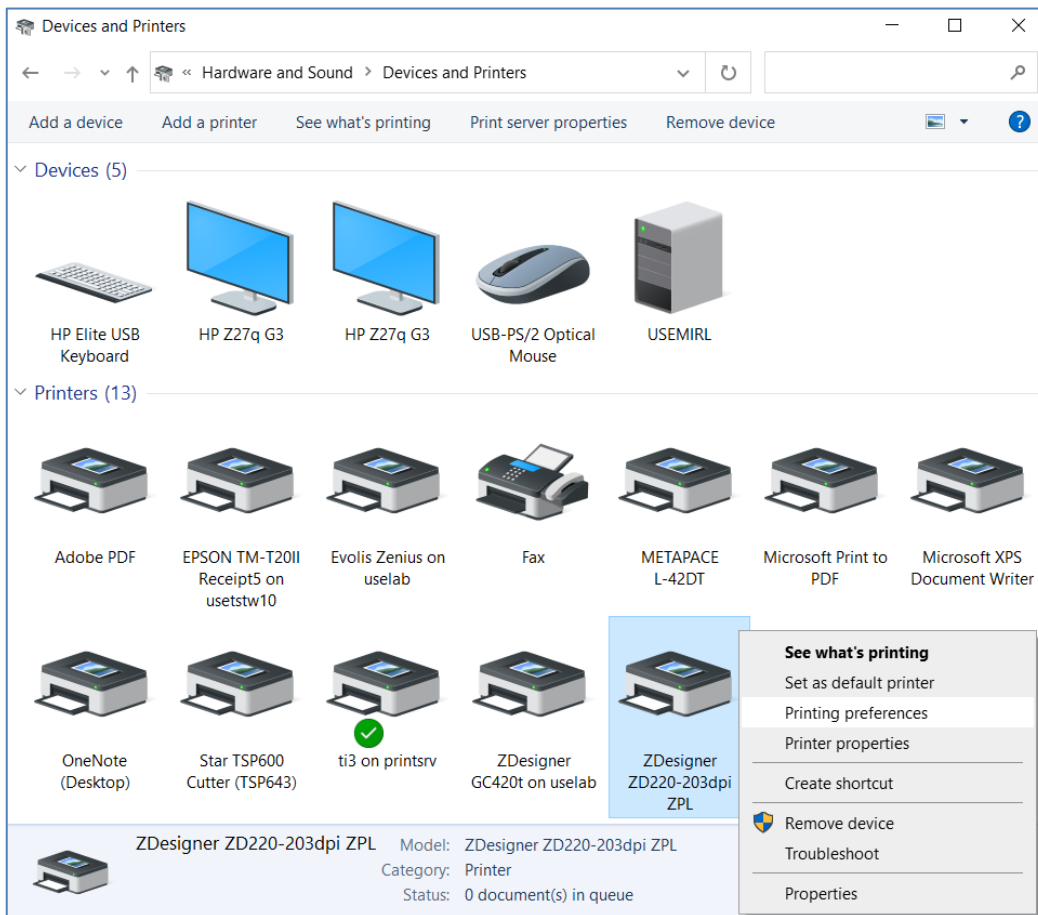 Devices and Printers
« Hardware and Sound > Devices and Printers
Add a device Add a printer See what's printing Print server properties Remove device ?
Devices (5)
HP Elite USB
Keyboard
HP Z27q G3
HP Z27q G3
USB-PS/2 Optical
Mouse
USEMIRL
Printers (13)
Adobe PDF
EPSON TM-T20II
Receipt5 on
usetstw10
Evolis Zenius on
uselab
Fax
METAPACE
L-42DT
Microsoft Print to
PDF
Microsoft XPS
Document Writer
OneNote
(Desktop)
Star TSP600
Cutter (TSP643)
ti3 on printsrv
ZDesigner
GC420t on uselab
ZDesigner
ZD220-203dpi
ZPL
See what's printing
Set as default printer
Printing preferences
Printer properties
Create shortcut
Remove device
Troubleshoot
Properties
ZDesigner ZD220-203dpi ZPL Model: ZDesigner ZD220-203dpi ZPL
Category: Printer
Status: 0 document(s) in queue